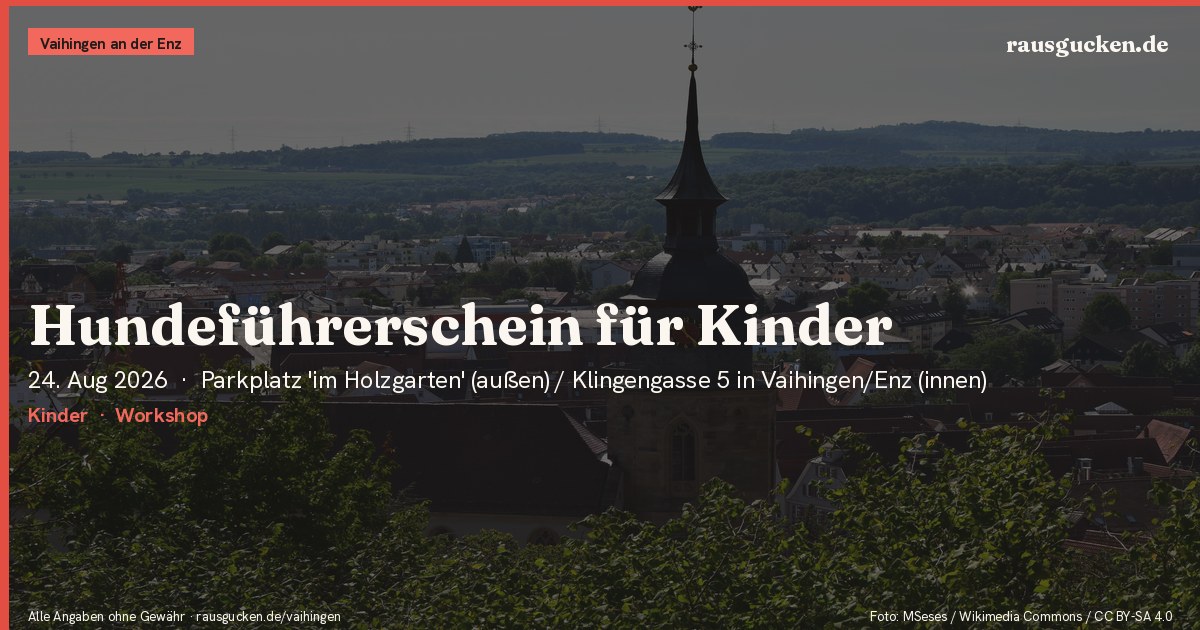 Vaihingen an der Enz
rausgucken.de
Hundeführerschein für Kinder
24. Aug 2026 · Parkplatz 'im Holzgarten' (außen) / Klingengasse 5 in Vaihingen/Enz (innen)
Kinder · Workshop
Alle Angaben ohne Gewähr · rausgucken.de/vaihingen
Foto: MSeses / Wikimedia Commons / CC BY-SA 4.0